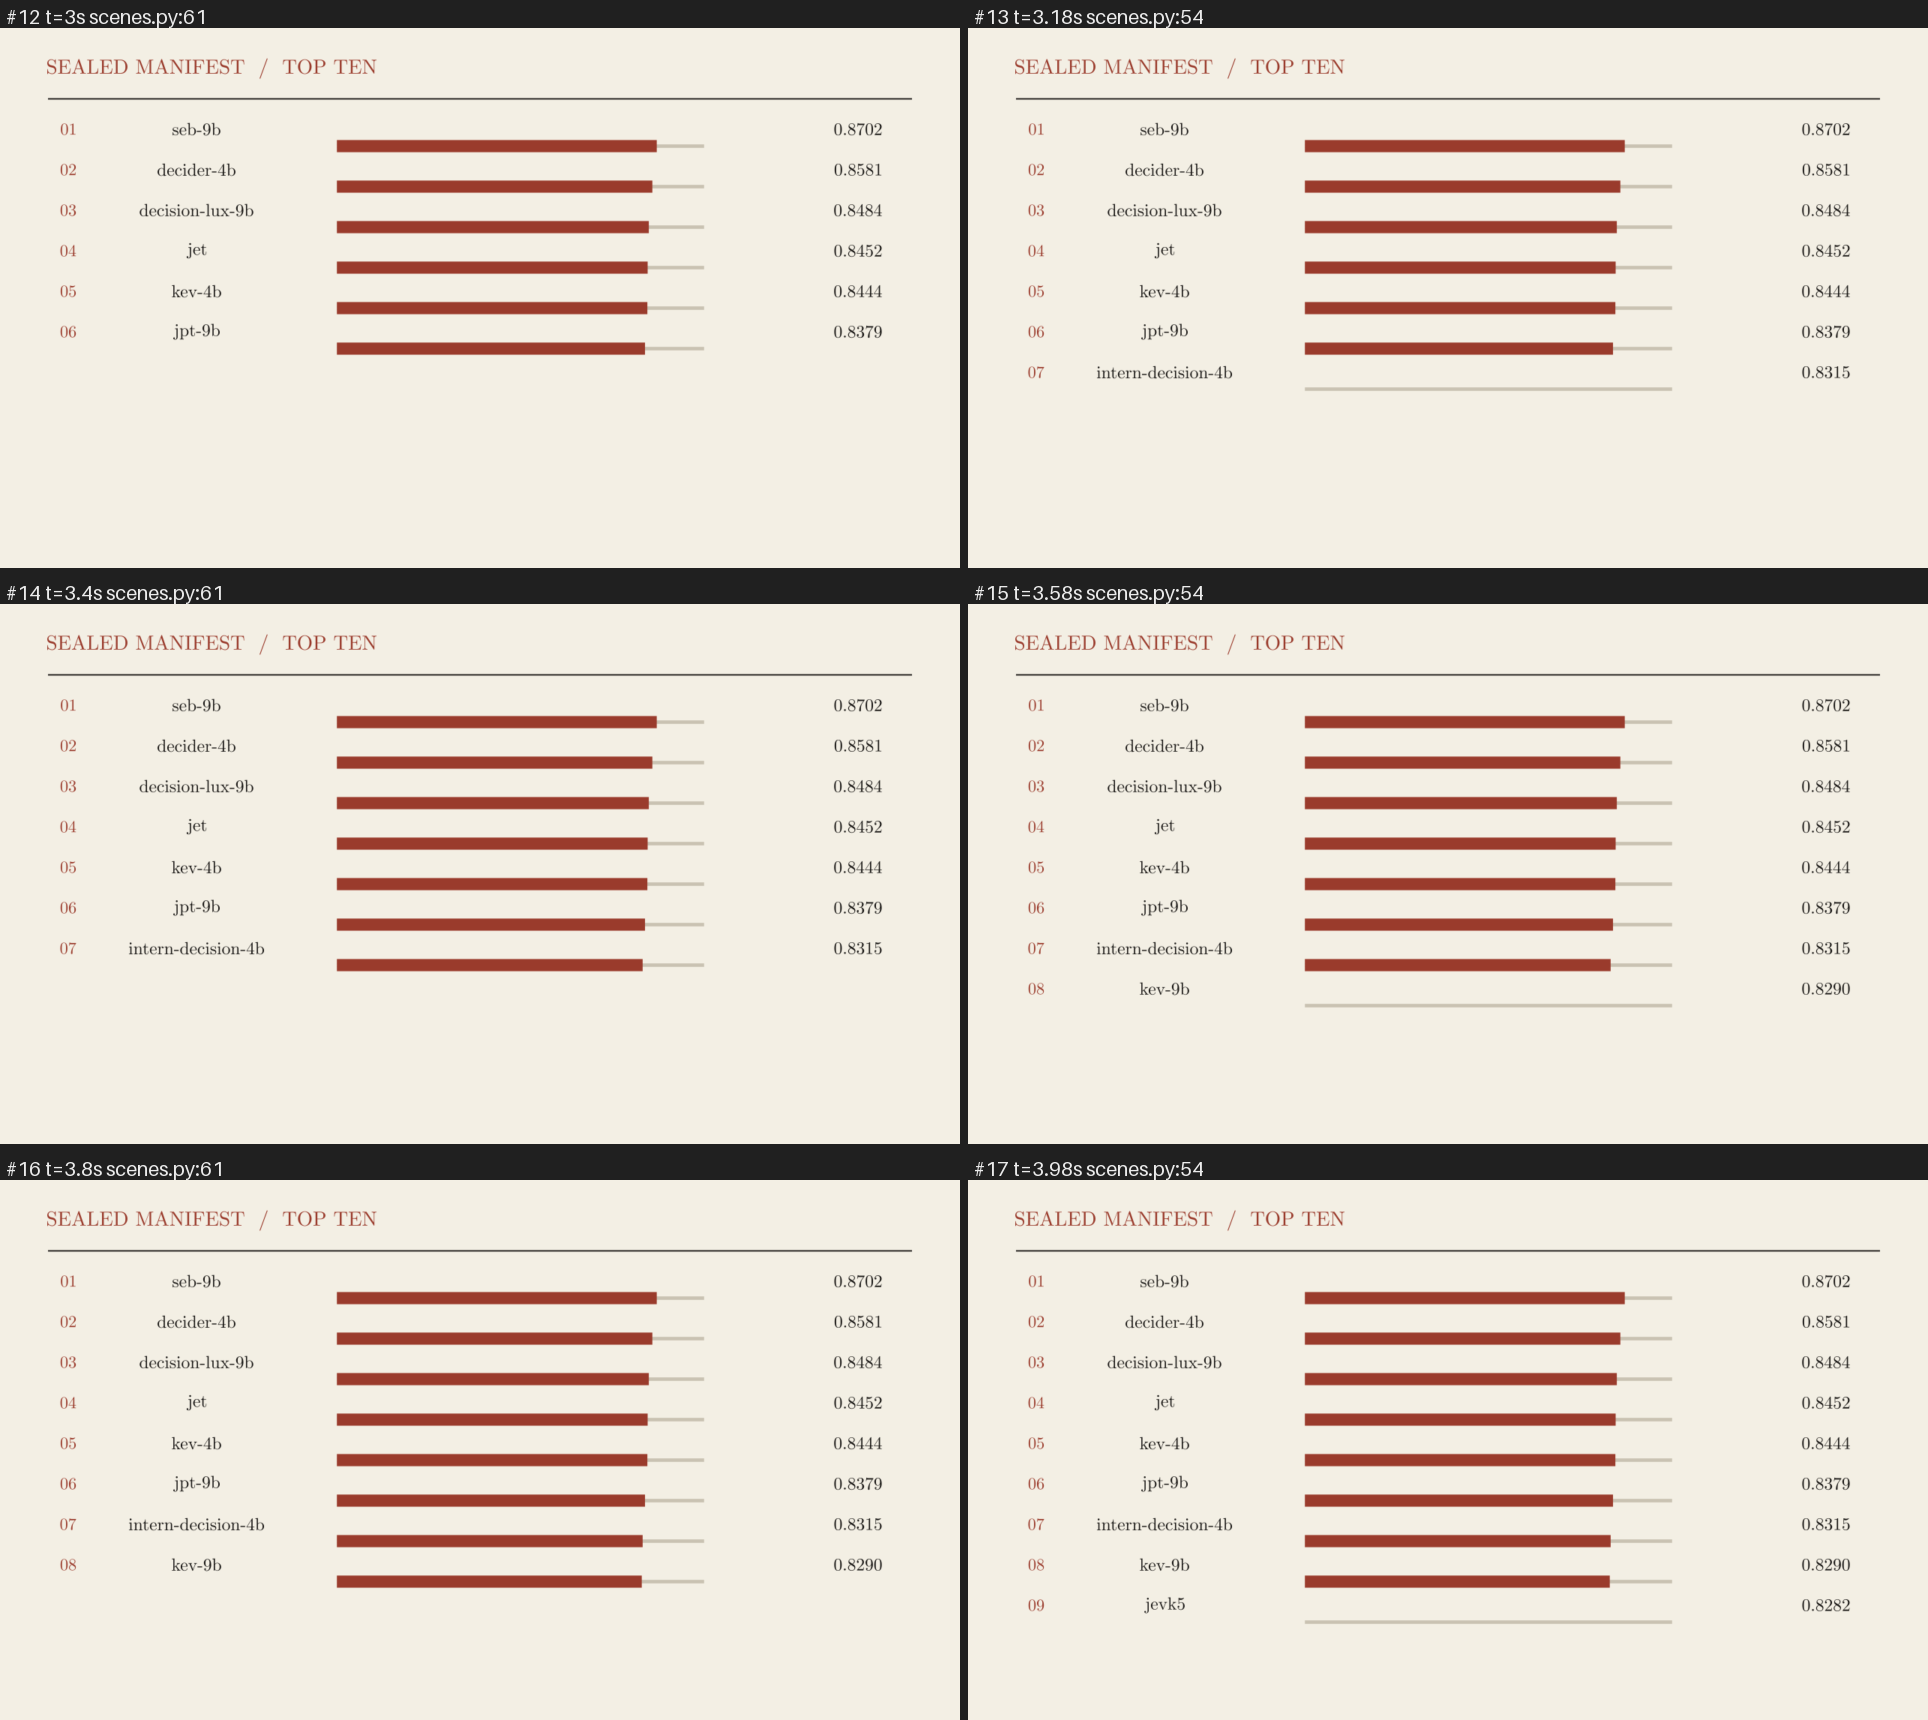 #12 t=3s scenes.py:61
SEALED MANIFEST / TOP TEN
01 seb-9b 0.8702
02 decider-4b 0.8581
03 decision-lux-9b 0.8484
04 jet 0.8452
05 kev-4b 0.8444
06 jpt-9b 0.8379
#13 t=3.18s scenes.py:54
SEALED MANIFEST / TOP TEN
01 seb-9b 0.8702
02 decider-4b 0.8581
03 decision-lux-9b 0.8484
04 jet 0.8452
05 kev-4b 0.8444
06 jpt-9b 0.8379
07 intern-decision-4b 0.8315
#14 t=3.4s scenes.py:61
SEALED MANIFEST / TOP TEN
01 seb-9b 0.8702
02 decider-4b 0.8581
03 decision-lux-9b 0.8484
04 jet 0.8452
05 kev-4b 0.8444
06 jpt-9b 0.8379
07 intern-decision-4b 0.8315
#15 t=3.58s scenes.py:54
SEALED MANIFEST / TOP TEN
01 seb-9b 0.8702
02 decider-4b 0.8581
03 decision-lux-9b 0.8484
04 jet 0.8452
05 kev-4b 0.8444
06 jpt-9b 0.8379
07 intern-decision-4b 0.8315
08 kev-9b 0.8290
#16 t=3.8s scenes.py:61
SEALED MANIFEST / TOP TEN
01 seb-9b 0.8702
02 decider-4b 0.8581
03 decision-lux-9b 0.8484
04 jet 0.8452
05 kev-4b 0.8444
06 jpt-9b 0.8379
07 intern-decision-4b 0.8315
08 kev-9b 0.8290
#17 t=3.98s scenes.py:54
SEALED MANIFEST / TOP TEN
01 seb-9b 0.8702
02 decider-4b 0.8581
03 decision-lux-9b 0.8484
04 jet 0.8452
05 kev-4b 0.8444
06 jpt-9b 0.8379
07 intern-decision-4b 0.8315
08 kev-9b 0.8290
09 jevk5 0.8282